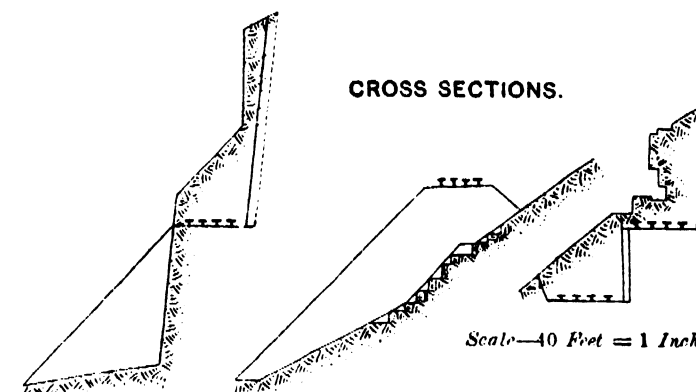 CROSS SECTIONS.
Scale—40 Feet = 1 Inch